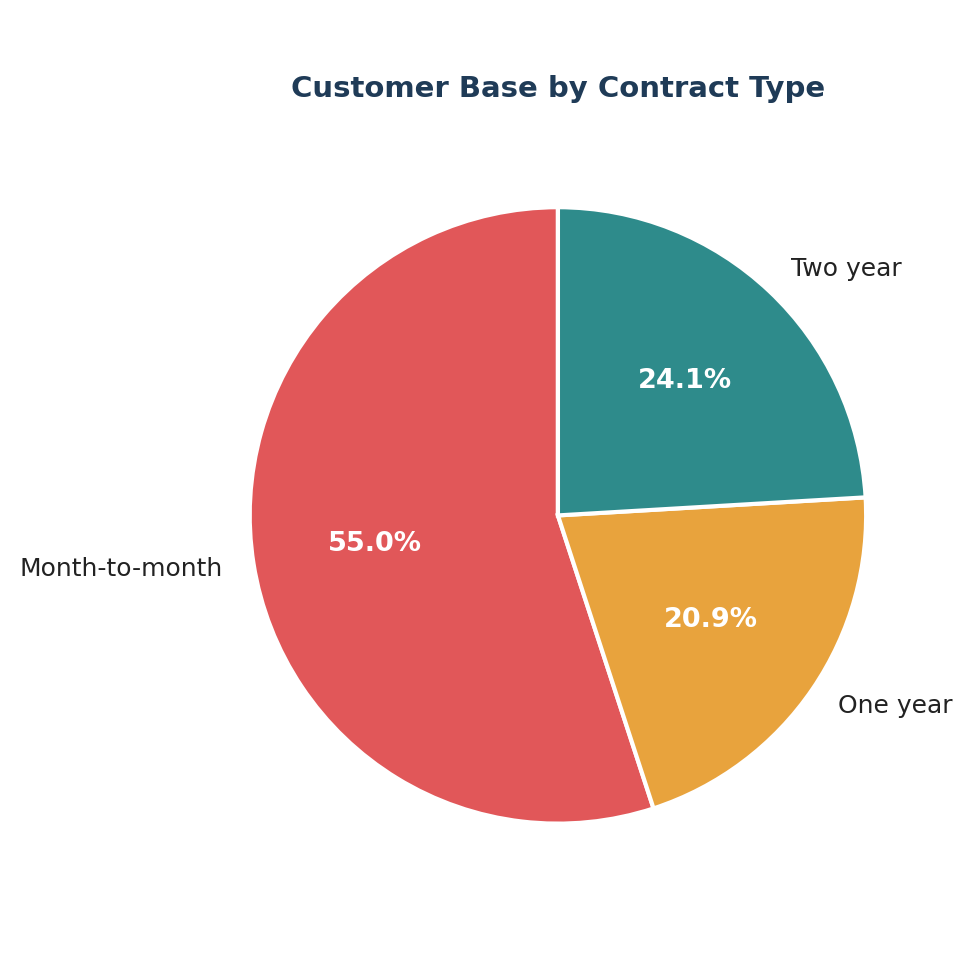 Customer Base by Contract Type
Two year
24.1%
55.0%
Month-to-month
20.9%
One year